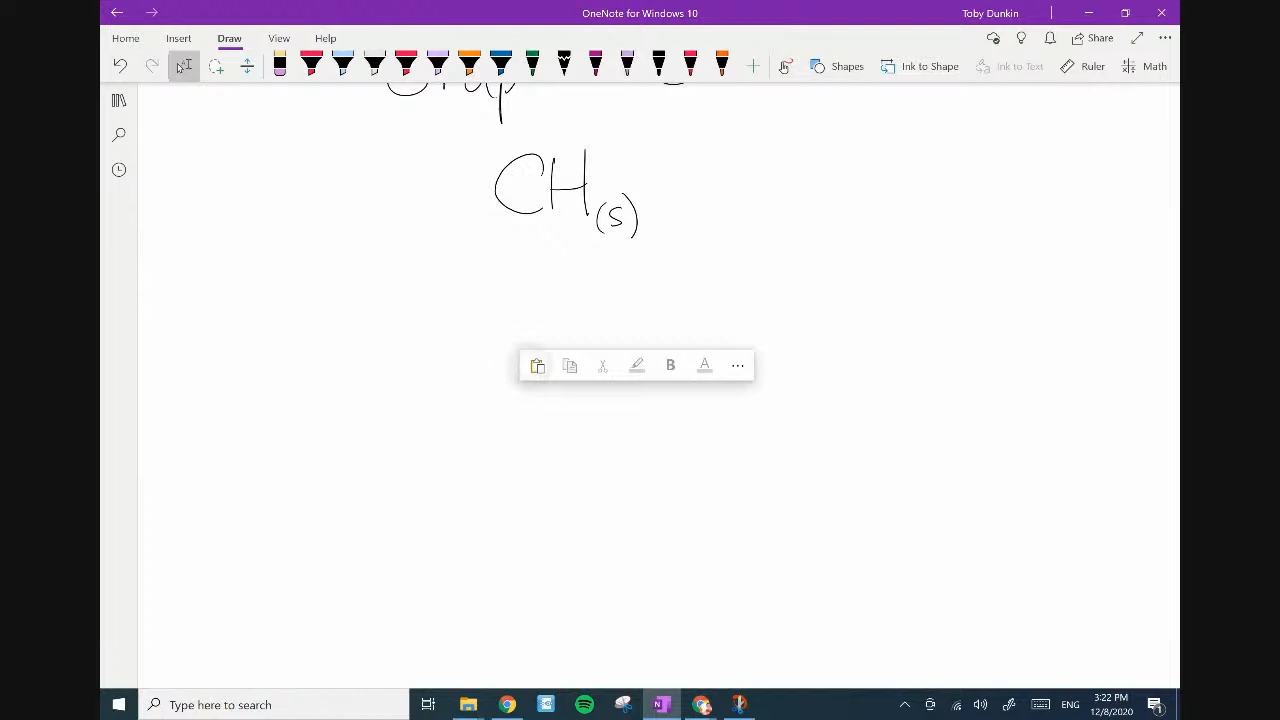 OneNote for Windows 10
Toby Dunkin
Home Insert Draw View Help
Share
Shapes Ink to Shape Ink to Text Ruler Math
CH(s)
B A
Type here to search
ENG
3:22 PM
12/8/2020